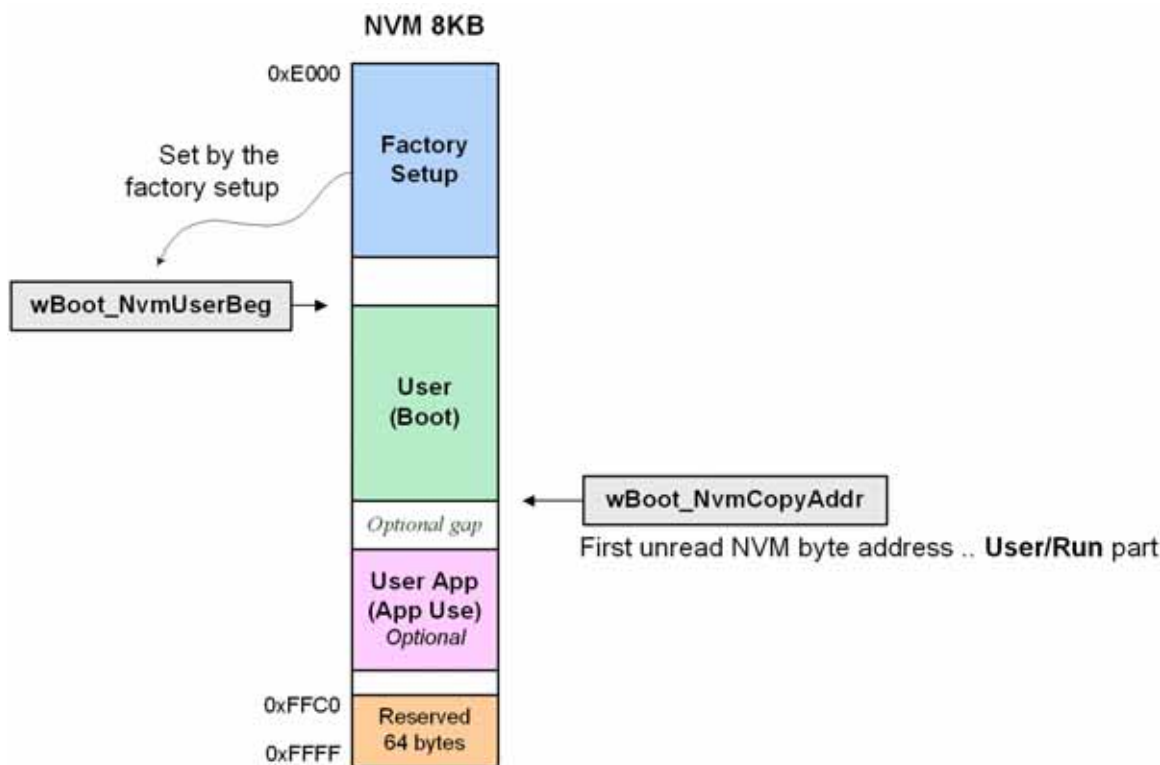 NVM 8KB
0xE000
Factory
Setup
Set by the
factory setup
wBoot_NvmUserBeg
User
(Boot)
wBoot_NvmCopyAddr
Optional gap
First unread NVM byte address .. User/Run part
User App
(App Use)
Optional
0xFFC0
Reserved
64 bytes
0xFFFF